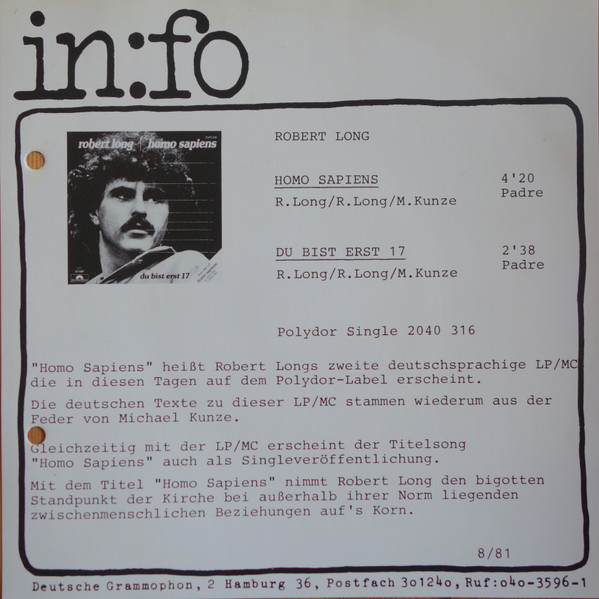 in:fo
robert long homo sapiens
du bist erst 17
ROBERT LONG
HOMO SAPIENS 4'20
R.Long/R.Long/M.Kunze Padre
DU BIST ERST 17 2'38
R.Long/R.Long/M.Kunze Padre
Polydor Single 2040 316
"Homo Sapiens" heißt Robert Longs zweite deutschsprachige LP/MC
die in diesen Tagen auf dem Polydor-Label erscheint.
Die deutschen Texte zu dieser LP/MC stammen wiederum aus der
Feder von Michael Kunze.
Gleichzeitig mit der LP/MC erscheint der Titelsong
"Homo Sapiens" auch als Singleveröffentlichung.
Mit dem Titel "Homo Sapiens" nimmt Robert Long den bigotten
Standpunkt der Kirche bei außerhalb ihrer Norm liegenden
zwischenmenschlichen Beziehungen auf's Korn.
8/81
Deutsche Grammophon, 2 Hamburg 36, Postfach 301240, Ruf:040-3596-1